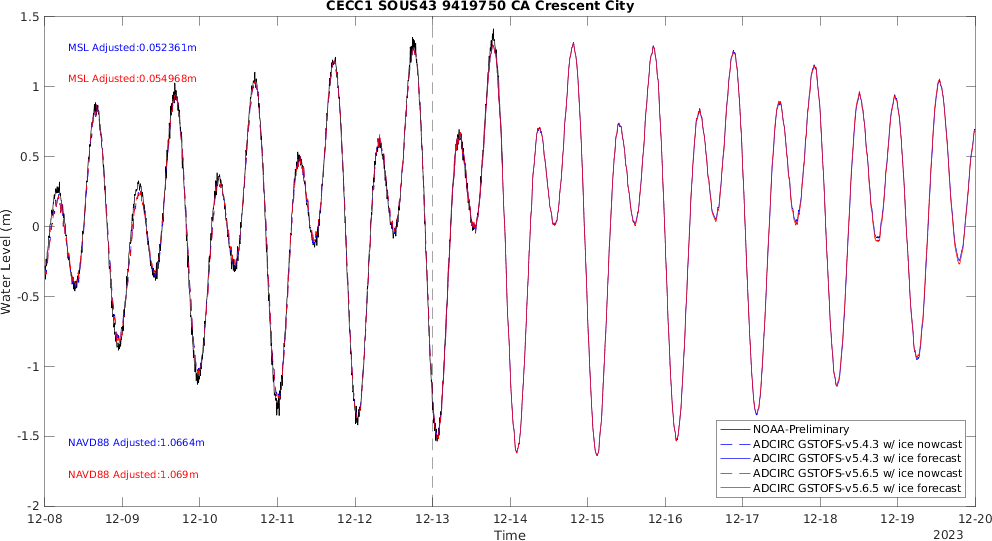 CECC1 SOUS43 9419750 CA Crescent City
1.5
1
0.5
0
-0.5
-1
-1.5
-2
Water Level (m)
MSL Adjusted:0.052361m
MSL Adjusted:0.054968m
NAVD88 Adjusted:1.0664m
NAVD88 Adjusted:1.069m
NOAA-Preliminary
ADCIRC GSTOFS-v5.4.3 w/ ice nowcast
ADCIRC GSTOFS-v5.4.3 w/ ice forecast
ADCIRC GSTOFS-v5.6.5 w/ ice nowcast
ADCIRC GSTOFS-v5.6.5 w/ ice forecast
12-08 12-09 12-10 12-11 12-12 12-13 12-14 12-15 12-16 12-17 12-18 12-19 12-20
Time
2023